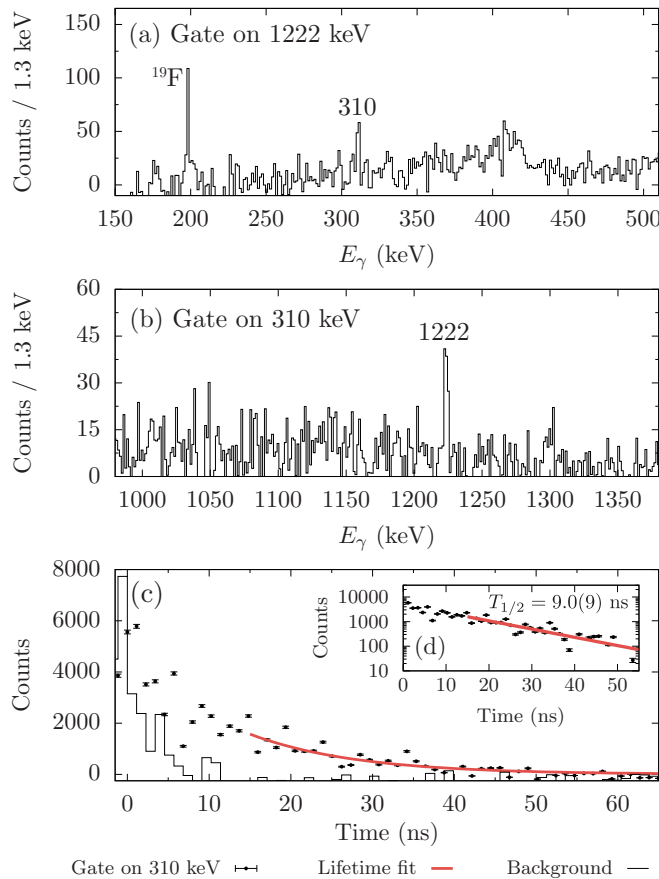 (a) Gate on 1222 keV
150
100
50
0
Counts / 1.3 keV
¹⁹F
310
150 200 250 300 350 400 450 500
E_γ (keV)
(b) Gate on 310 keV
60
45
30
15
0
Counts / 1.3 keV
1222
1000 1050 1100 1150 1200 1250 1300 1350
E_γ (keV)
(c)
8000
6000
4000
2000
0
Counts
T_{1/2} = 9.0(9) ns
10000
1000
100
10
Counts
(d)
0 10 20 30 40 50
Time (ns)
0 10 20 30 40 50 60
Time (ns)
Gate on 310 keV Lifetime fit Background